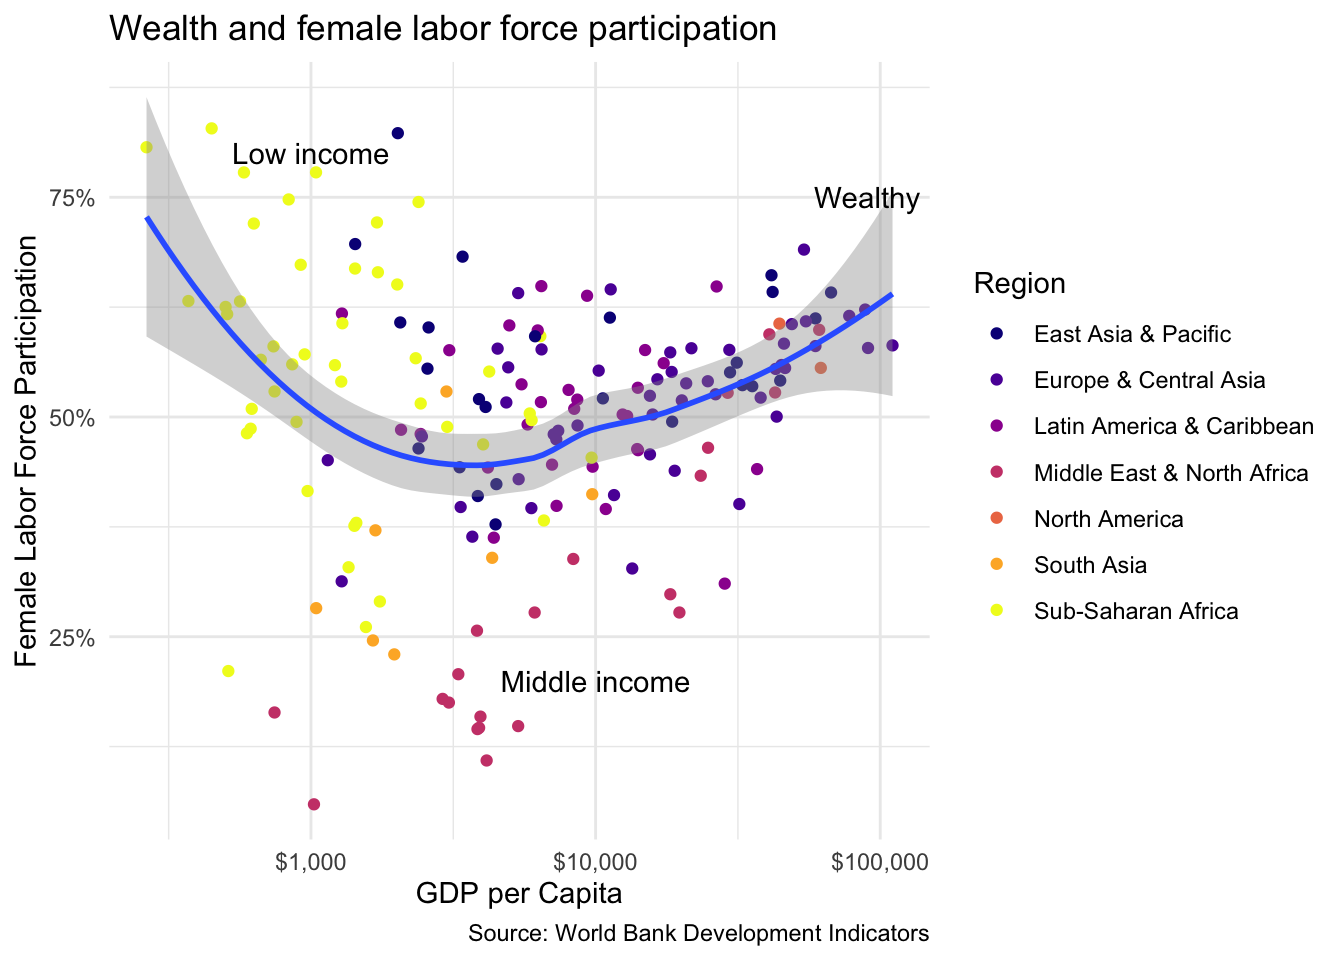 Wealth and female labor force participation
Female Labor Force Participation
75%
50%
25%
Low income
Wealthy
Middle income
$1,000
$10,000
$100,000
GDP per Capita
Region
East Asia & Pacific
Europe & Central Asia
Latin America & Caribbean
Middle East & North Africa
North America
South Asia
Sub-Saharan Africa
Source: World Bank Development Indicators